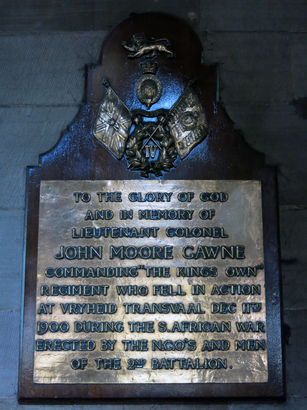 TO THE GLORY OF GOD
AND IN MEMORY OF
LIEUTENANT COLONEL
JOHN MOORE GAWNE
COMMANDING "THE KINGS OWN"
REGIMENT WHO FELL IN ACTION
AT VRYHEID TRANSVAAL DEC 11TH
1900 DURING THE S. AFRICAN WAR
ERECTED BY THE N.C.O'S AND MEN
OF THE 2ND BATTALION.